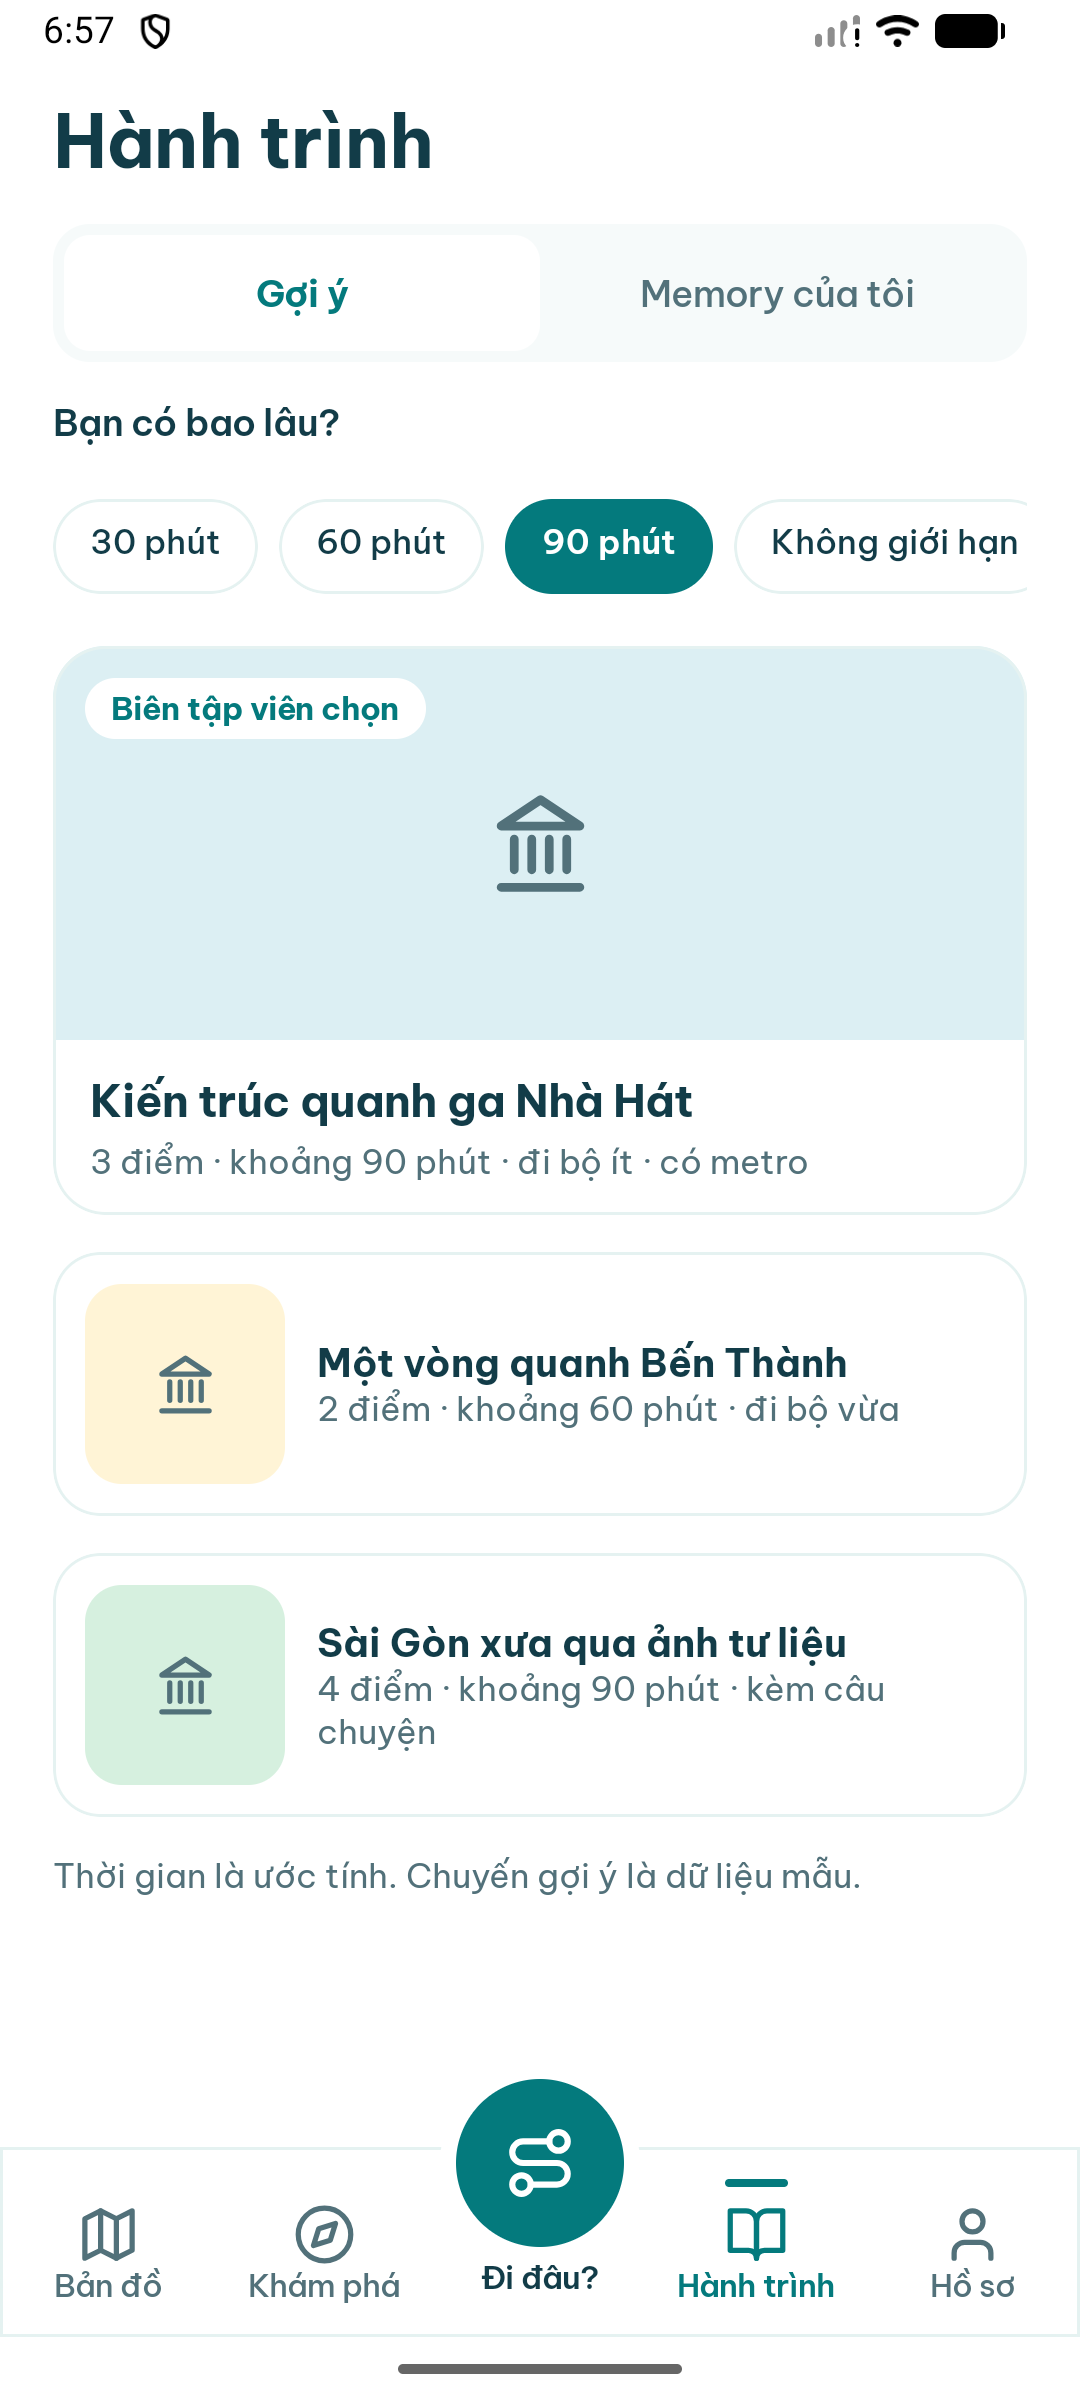 6:57
Hành trình
Gợi ý
Memory của tôi
Bạn có bao lâu?
30 phút
60 phút
90 phút
Không giới hạn
Biên tập viên chọn
Kiến trúc quanh ga Nhà Hát
3 điểm · khoảng 90 phút · đi bộ ít · có metro
Một vòng quanh Bến Thành
2 điểm · khoảng 60 phút · đi bộ vừa
Sài Gòn xưa qua ảnh tư liệu
4 điểm · khoảng 90 phút · kèm câu
chuyện
Thời gian là ước tính. Chuyến gợi ý là dữ liệu mẫu.
Bản đồ
Khám phá
Đi đâu?
Hành trình
Hồ sơ